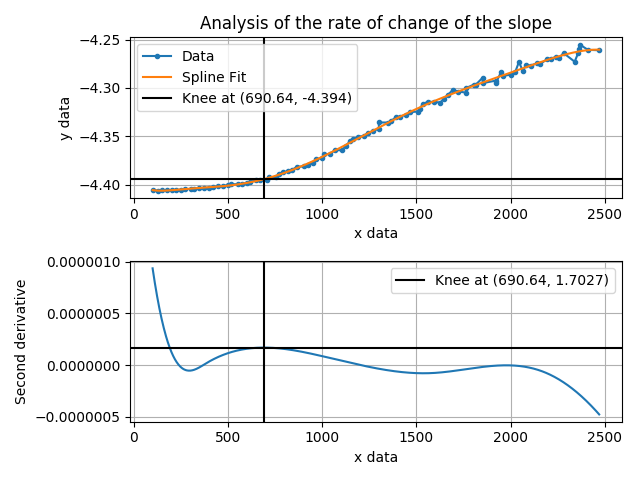 Analysis of the rate of change of the slope
Data
Spline Fit
Knee at (690.64, -4.394)
y data
−4.25
−4.30
−4.35
−4.40
0 500 1000 1500 2000 2500
x data
Knee at (690.64, 1.7027)
Second derivative
0.0000010
0.0000005
0.0000000
−0.0000005
0 500 1000 1500 2000 2500
x data